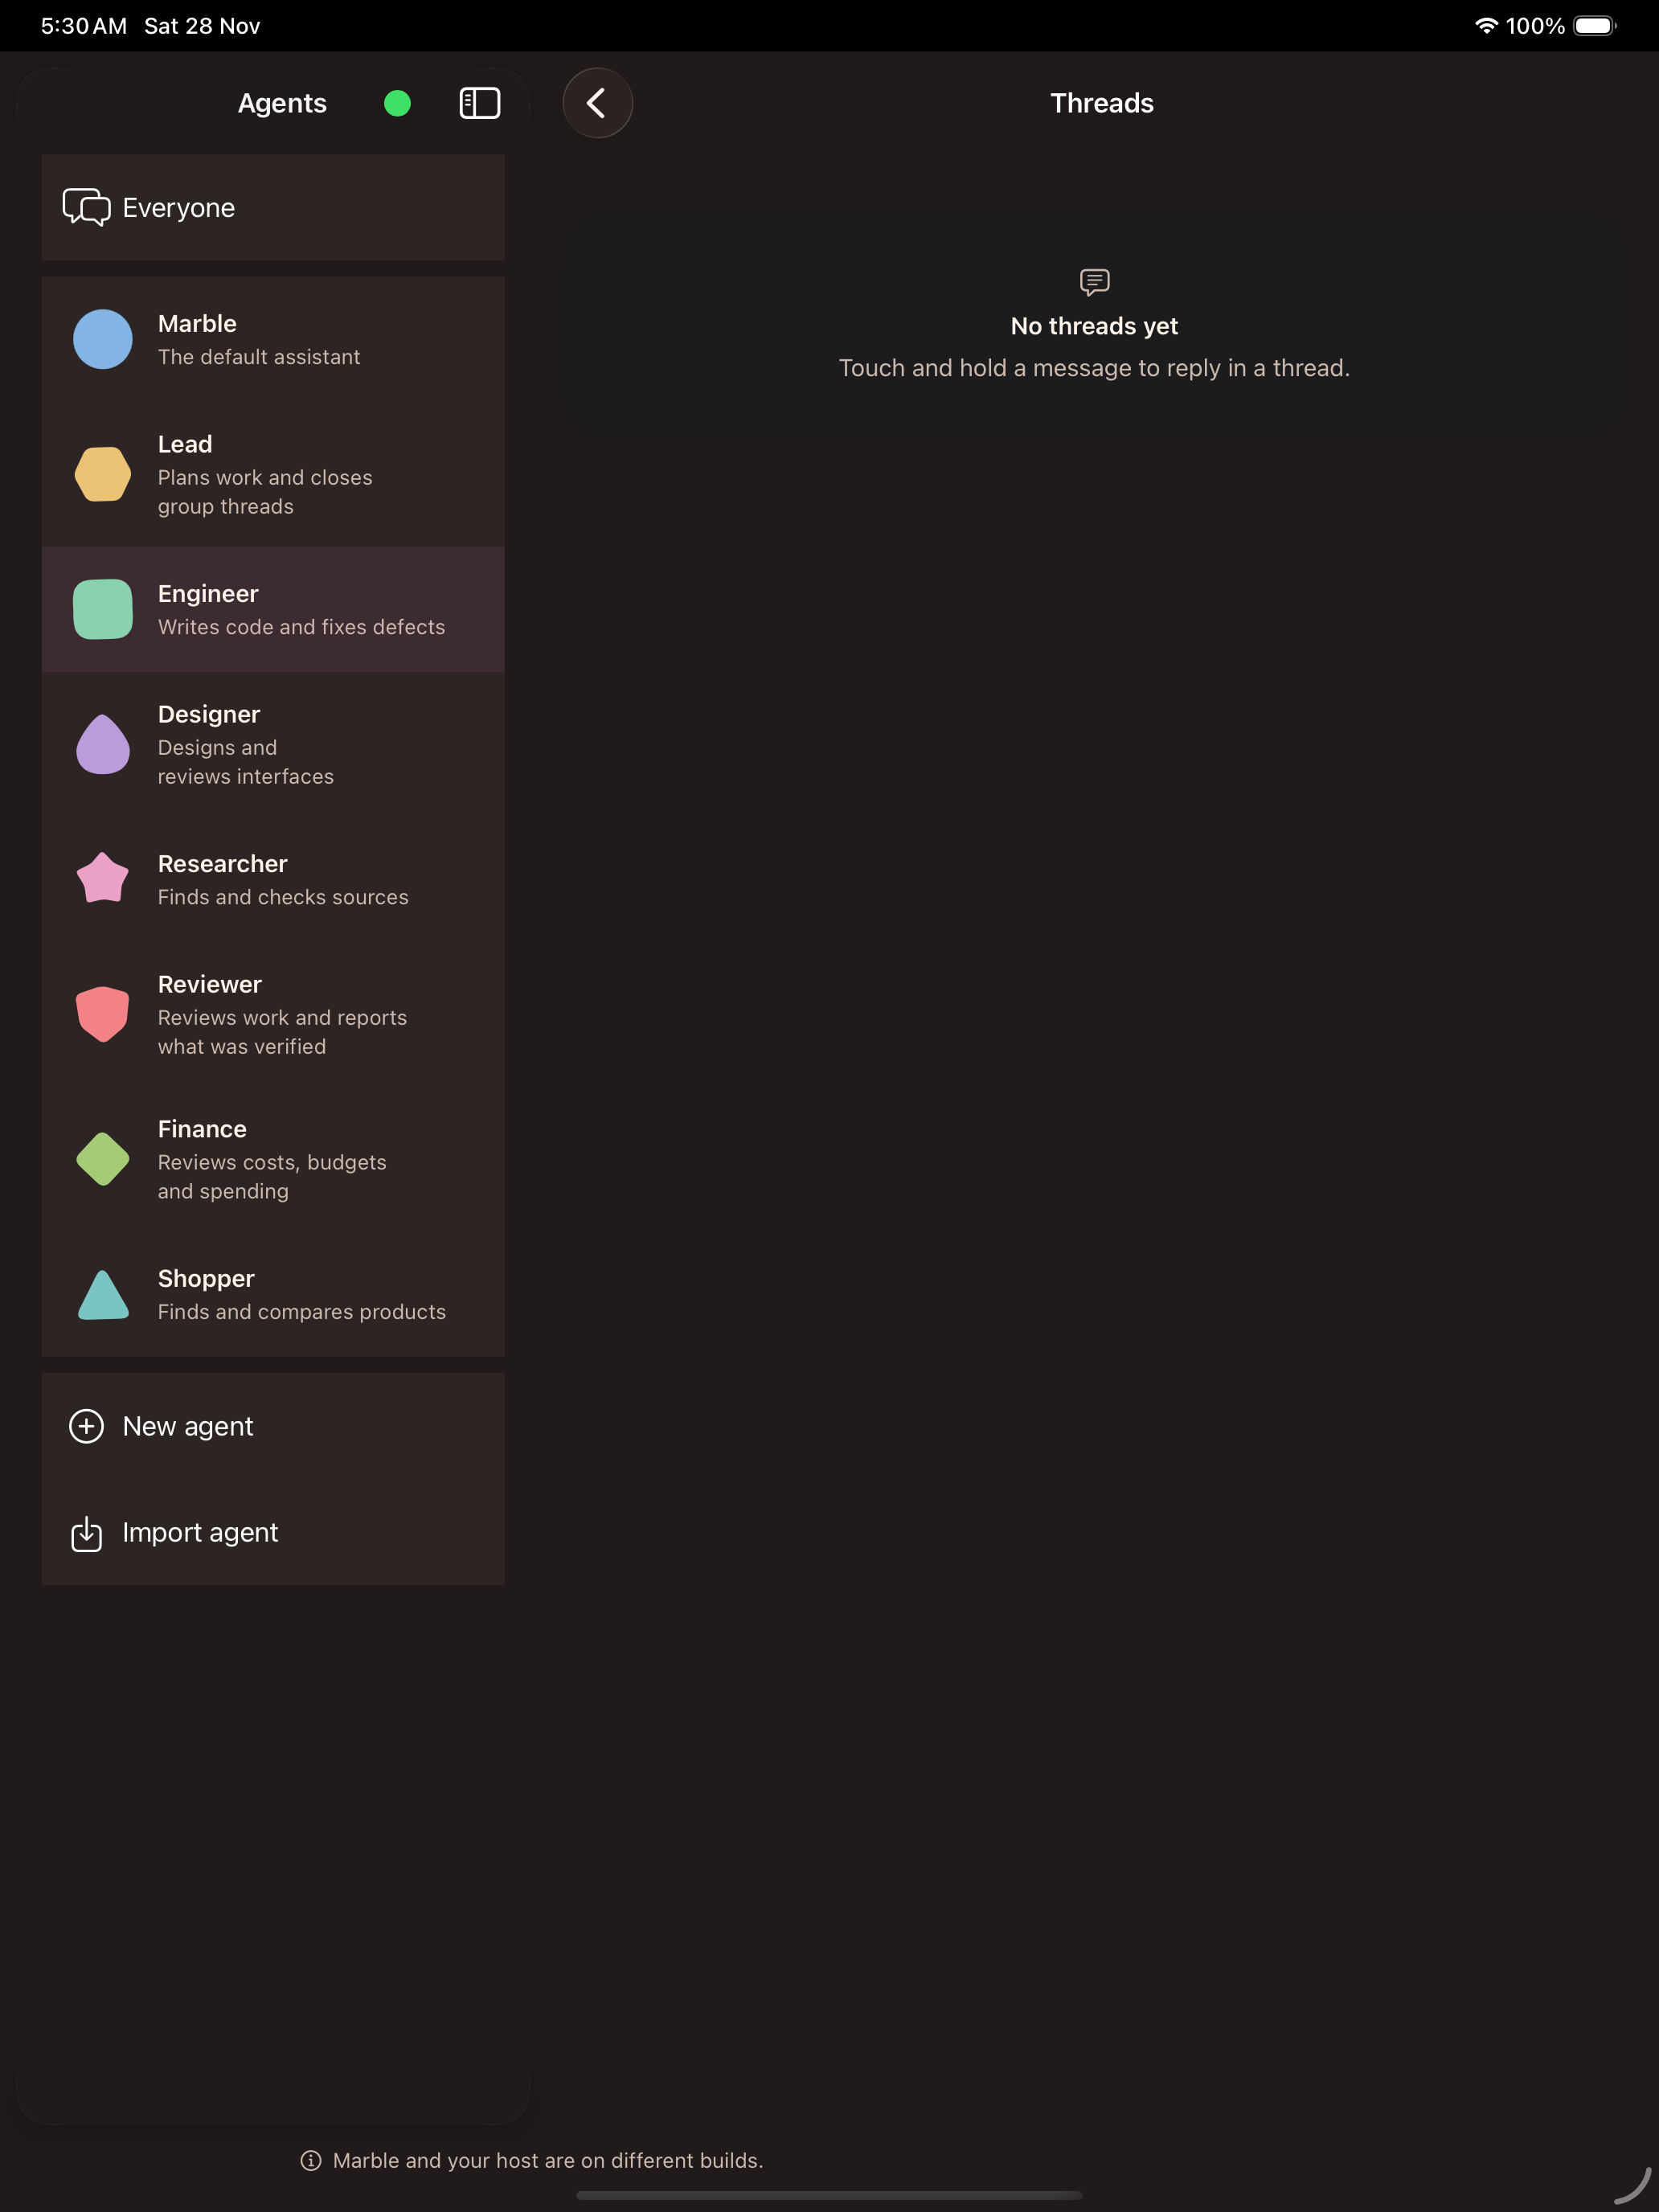 5:30 AM Sat 28 Nov
100%
Agents
Threads
Everyone
Marble
The default assistant
Lead
Plans work and closes
group threads
Engineer
Writes code and fixes defects
Designer
Designs and
reviews interfaces
Researcher
Finds and checks sources
Reviewer
Reviews work and reports
what was verified
Finance
Reviews costs, budgets
and spending
Shopper
Finds and compares products
New agent
Import agent
No threads yet
Touch and hold a message to reply in a thread.
Marble and your host are on different builds.